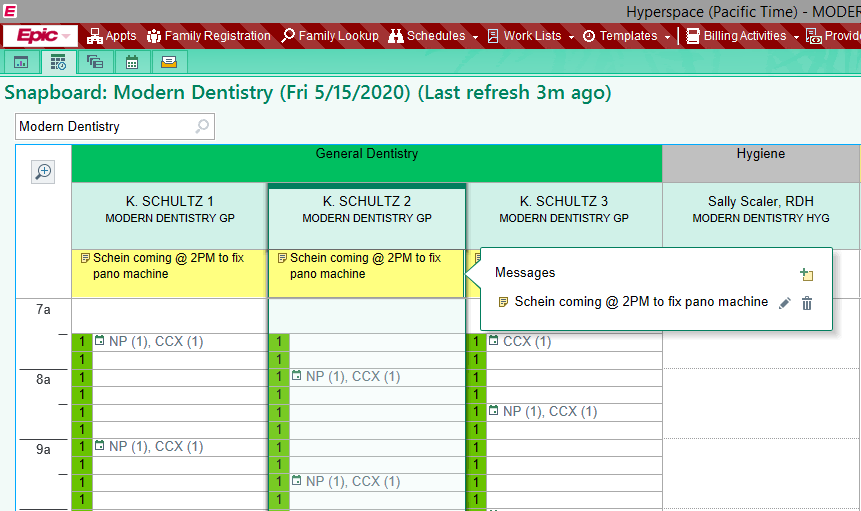 Hyperspace (Pacific Time) - MODER
Epic Appts Family Registration Family Lookup Schedules Work Lists Templates Billing Activities Provide
Snapboard: Modern Dentistry (Fri 5/15/2020) (Last refresh 3m ago)
Modern Dentistry
General Dentistry Hygiene
K. SCHULTZ 1 K. SCHULTZ 2 K. SCHULTZ 3 Sally Scaler, RDH
MODERN DENTISTRY GP MODERN DENTISTRY GP MODERN DENTISTRY GP MODERN DENTISTRY HYG
Schein coming @ 2PM to fix Schein coming @ 2PM to fix
pano machine pano machine
Messages
Schein coming @ 2PM to fix pano machine
7a
1 NP (1), CCX (1) 1 1 CCX (1)
1 1 1
8a 1 1 NP (1), CCX (1) 1
1 1 1
1 1 1 NP (1), CCX (1)
1 1 1
9a 1 NP (1), CCX (1) 1 1
1 1 1
1 1 NP (1), CCX (1) 1
1 1 1